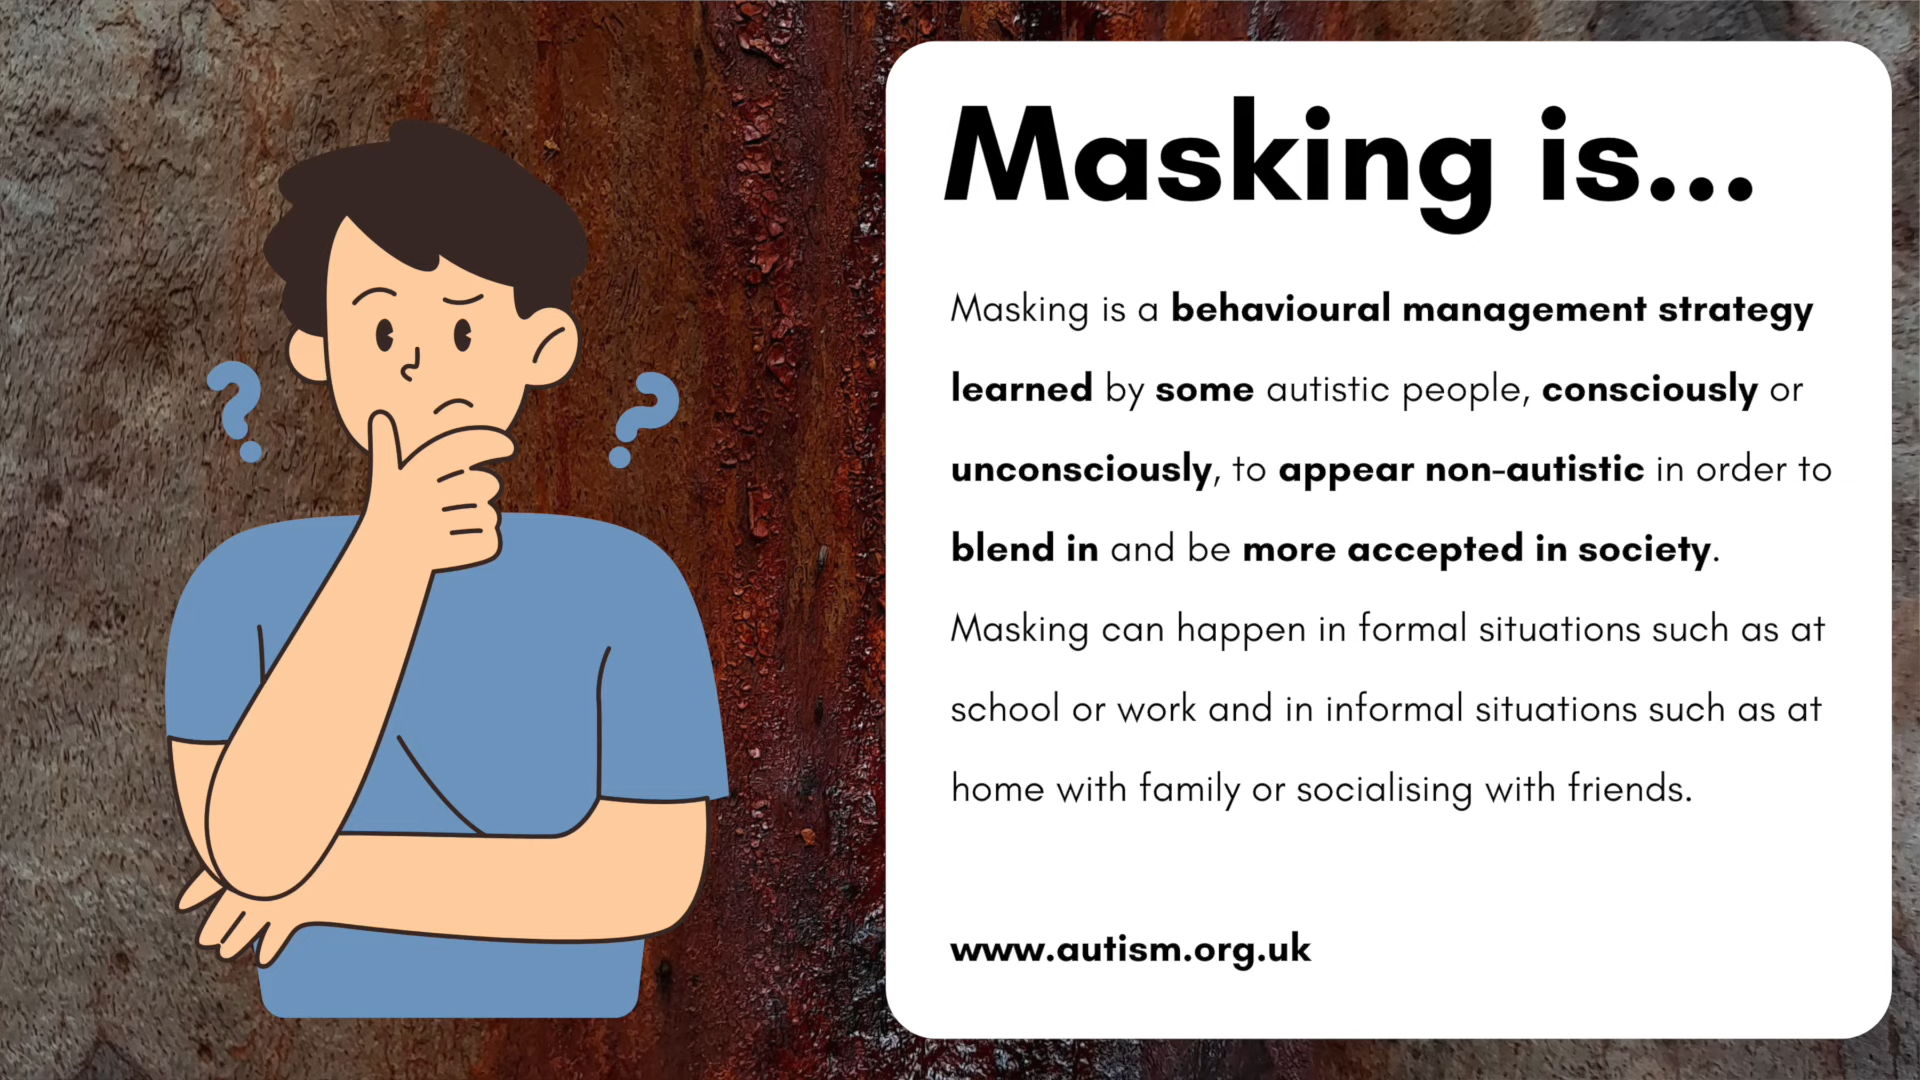 Masking is...
Masking is a behavioural management strategy
learned by some autistic people, consciously or
unconsciously, to appear non-autistic in order to
blend in and be more accepted in society.
Masking can happen in formal situations such as at
school or work and in informal situations such as at
home with family or socialising with friends.
www.autism.org.uk
? ?